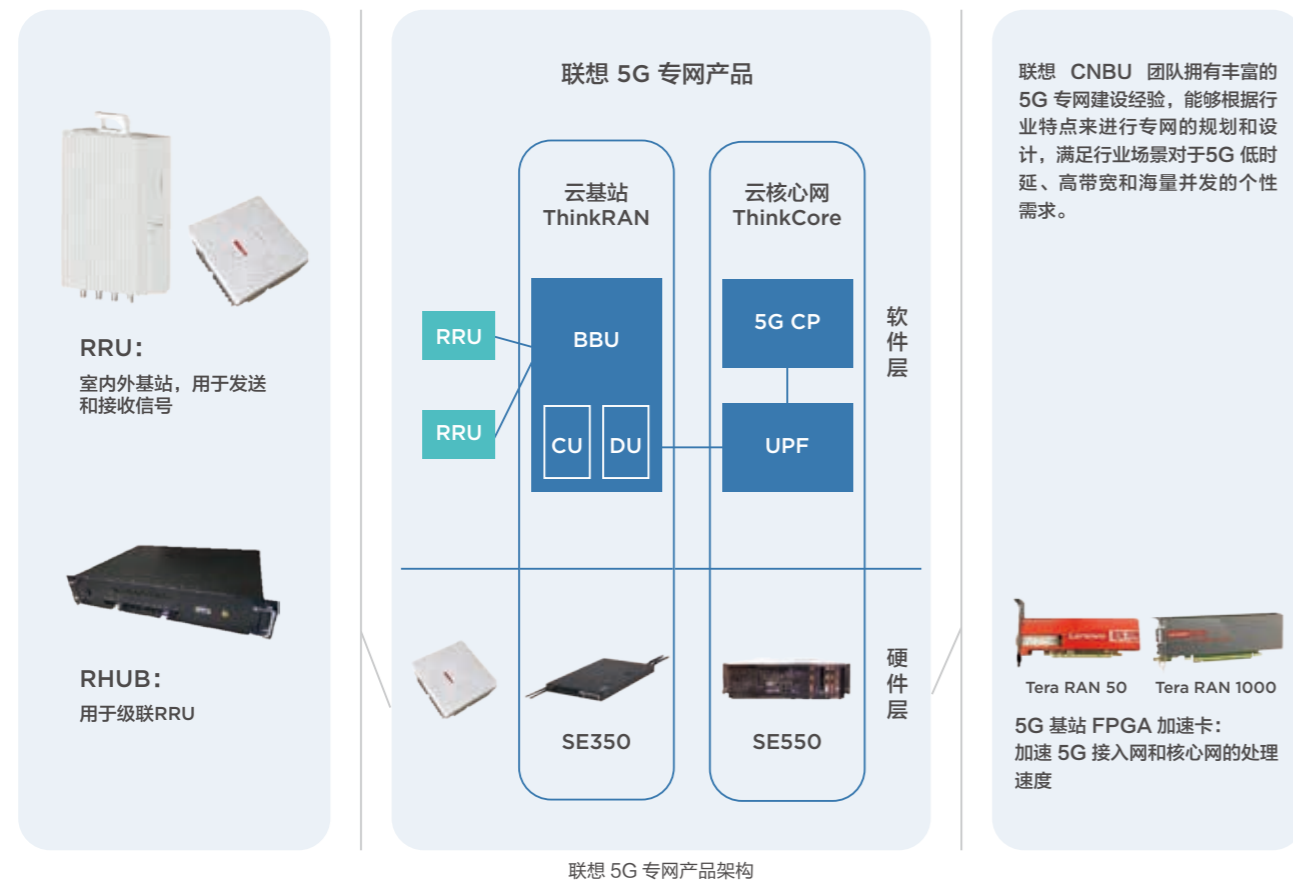 RRU：
室内外基站，用于发送
和接收信号
RHUB：
用于级联RRU
联想 5G 专网产品
云基站
ThinkRAN
云核心网
ThinkCore
RRU
RRU
BBU
CU
DU
5G CP
UPF
软件层
SE350
SE550
硬件层
联想 CNBU 团队拥有丰富的
5G 专网建设经验，能够根据行
业特点来进行专网的规划和设
计，满足行业场景对于5G 低时
延、高带宽和海量并发的个性
需求。
Lenovo
Tera RAN 50
Tera RAN 1000
5G 基站 FPGA 加速卡：
加速 5G 接入网和核心网的处理
速度
联想 5G 专网产品架构